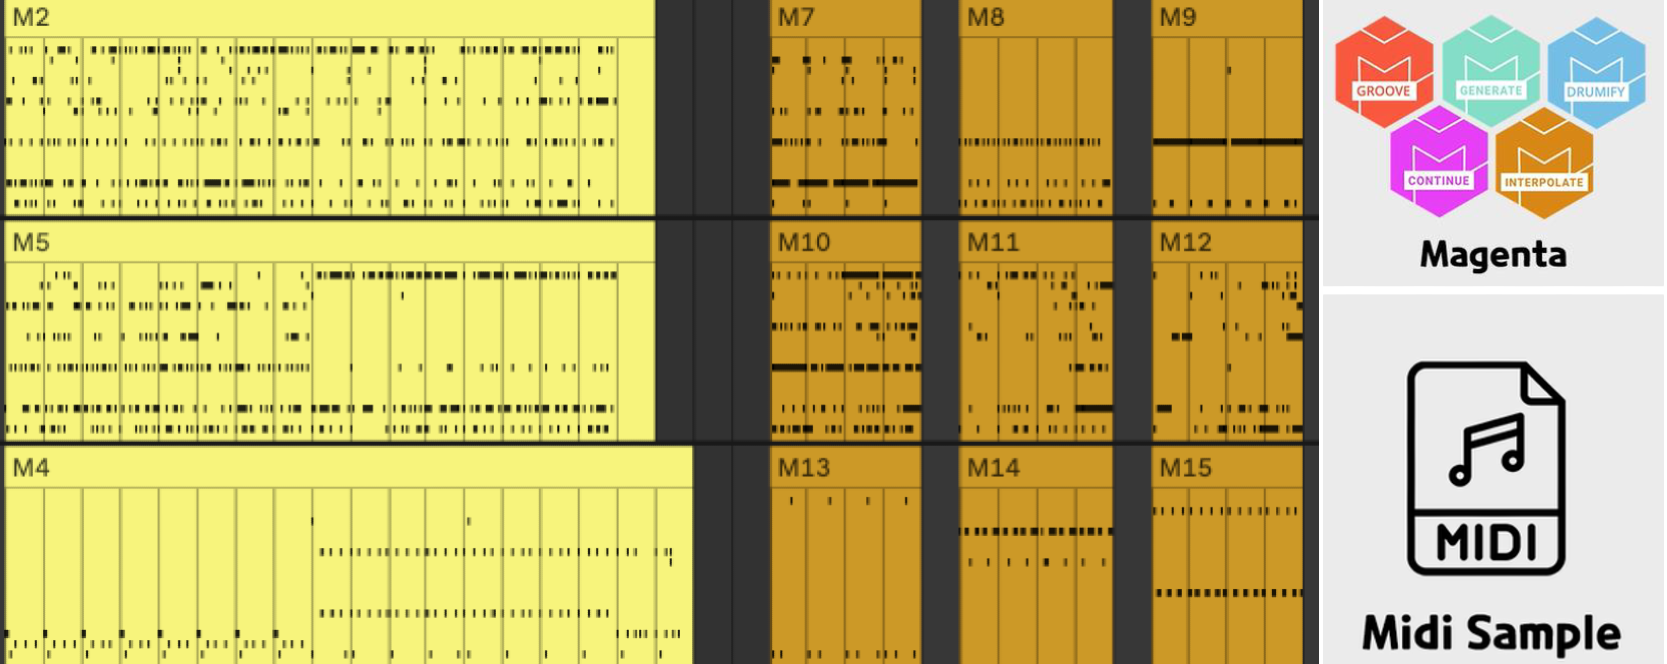 M2
M7
M8
M9
M5
M10
M11
M12
M4
M13
M14
M15
GROOVE
GENERATE
DRUMIFY
CONTINUE
INTERPOLATE
Magenta
MIDI
Midi Sample